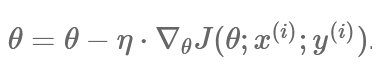 θ = θ − η · ∇θJ(θ; x⁽ⁱ⁾; y⁽ⁱ⁾).